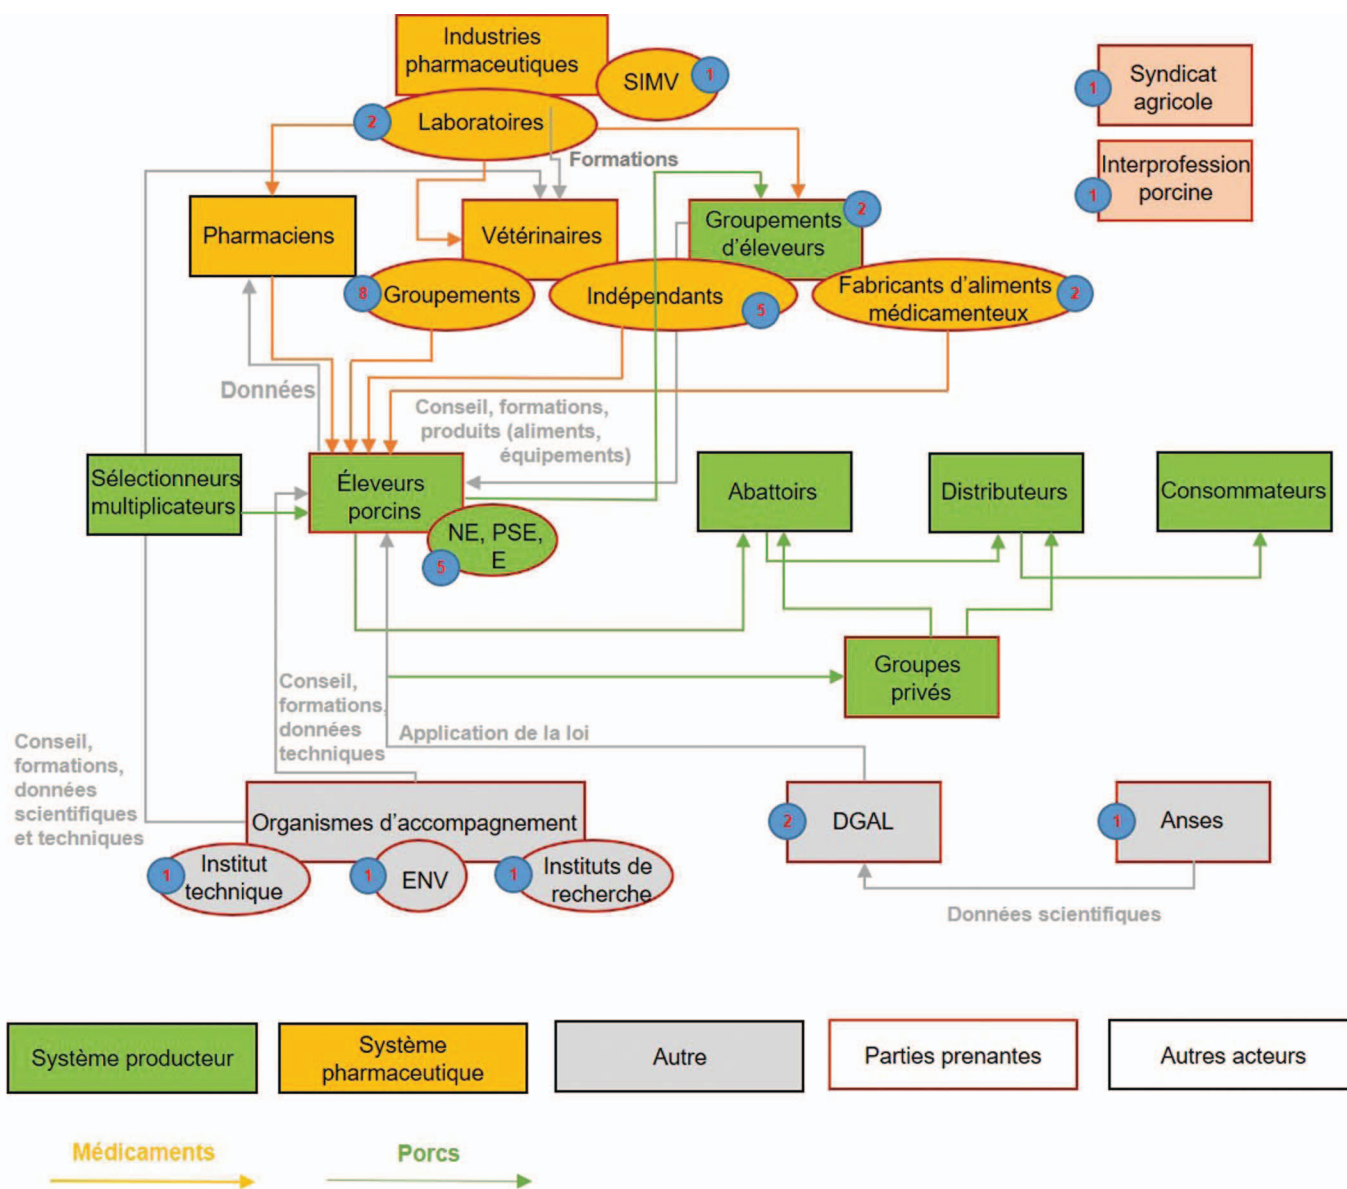 Industries
pharmaceutiques
SIMV
1
2
Laboratoires
Formations
Syndicat
agricole
1
Interprofession
porcine
1
Pharmaciens
Vétérinaires
Groupements
d'éleveurs
2
8
Groupements
Indépendants
5
Fabricants d'aliments
médicamenteux
2
Données
Conseil, formations,
produits (aliments,
équipements)
Sélectionneurs
multiplicateurs
Éleveurs
porcins
NE, PSE,
E
5
Abattoirs
Distributeurs
Consommateurs
Groupes
privés
Conseil,
formations,
données
techniques
Application de la loi
Conseil,
formations,
données
scientifiques
et techniques
Organismes d'accompagnement
1
Institut
technique
1
ENV
1
Instituts de
recherche
2
DGAL
1
Anses
Données scientifiques
Système producteur
Système
pharmaceutique
Autre
Parties prenantes
Autres acteurs
Médicaments
Porcs